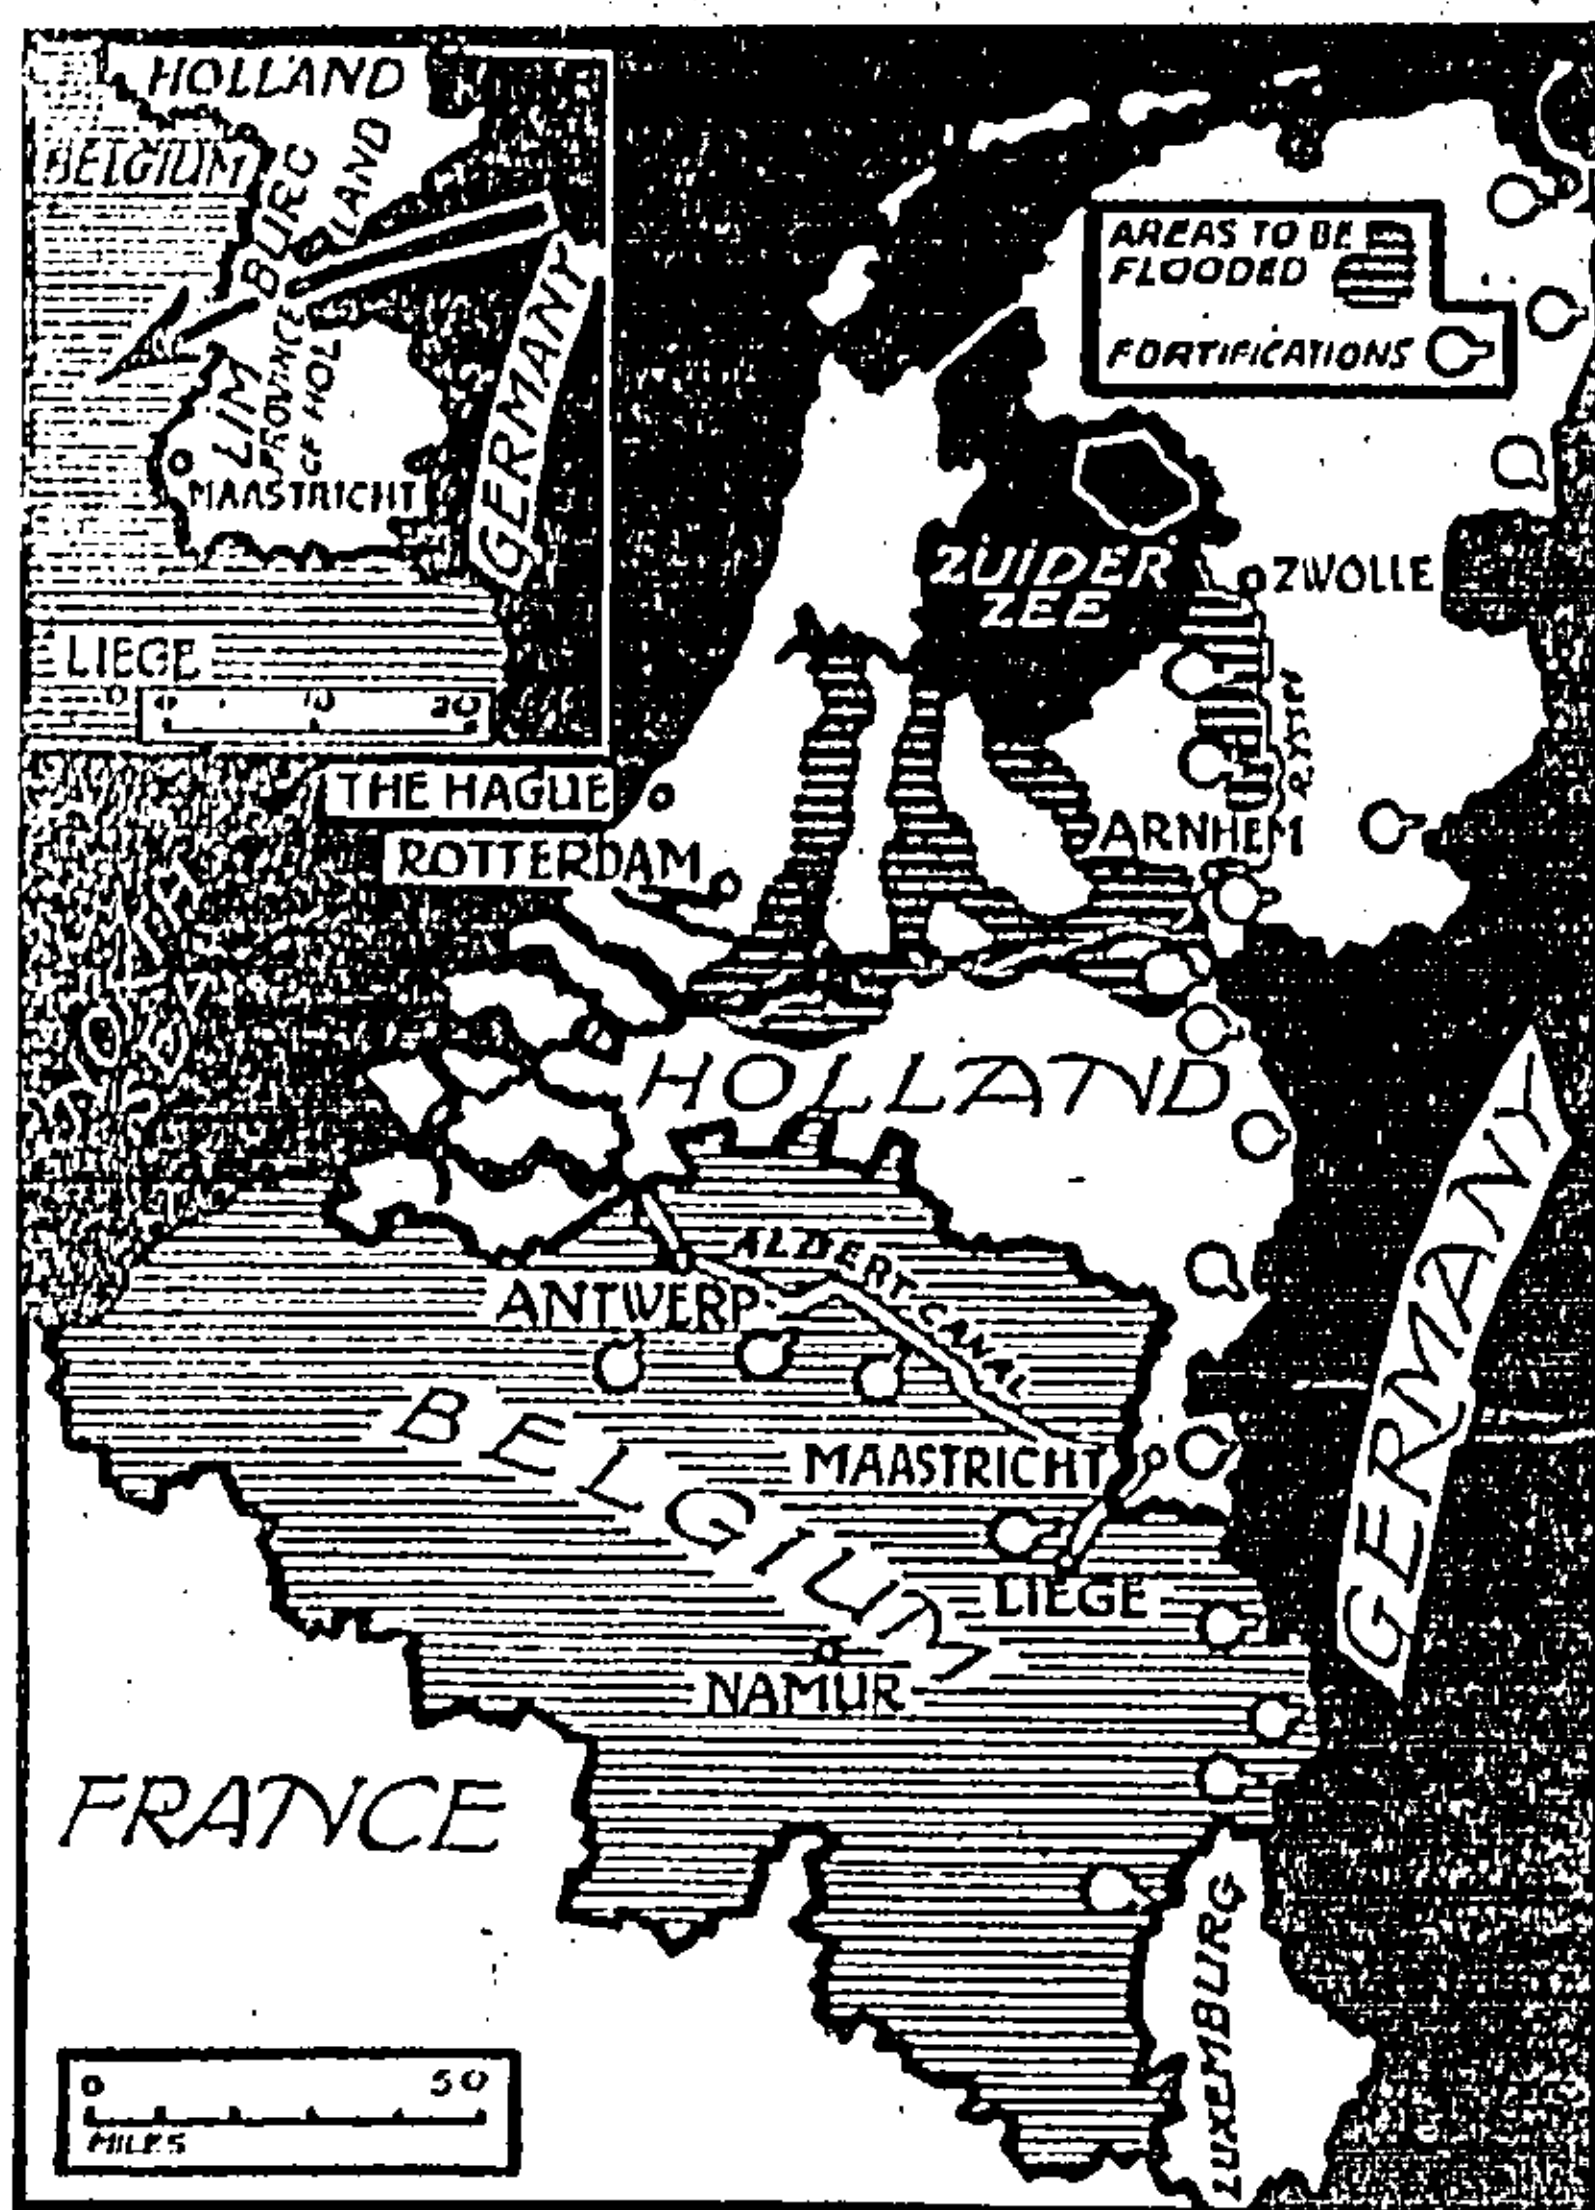 HOLLAND
BELGIUM
LIMBURG
PROVINCE
OF HOLLAND
MAASTRICHT
GERMANY
LIEGE
0 10 20
AREAS TO BE
FLOODED
FORTIFICATIONS
ZUIDER
ZEE
ZWOLLE
THE HAGUE
ROTTERDAM
ARNHEM
HOLLAND
GERMANY
ALBERT CANAL
ANTWERP
BELGIUM
MAASTRICHT
LIEGE
NAMUR
FRANCE
LUXEMBURG
0 50
MILES